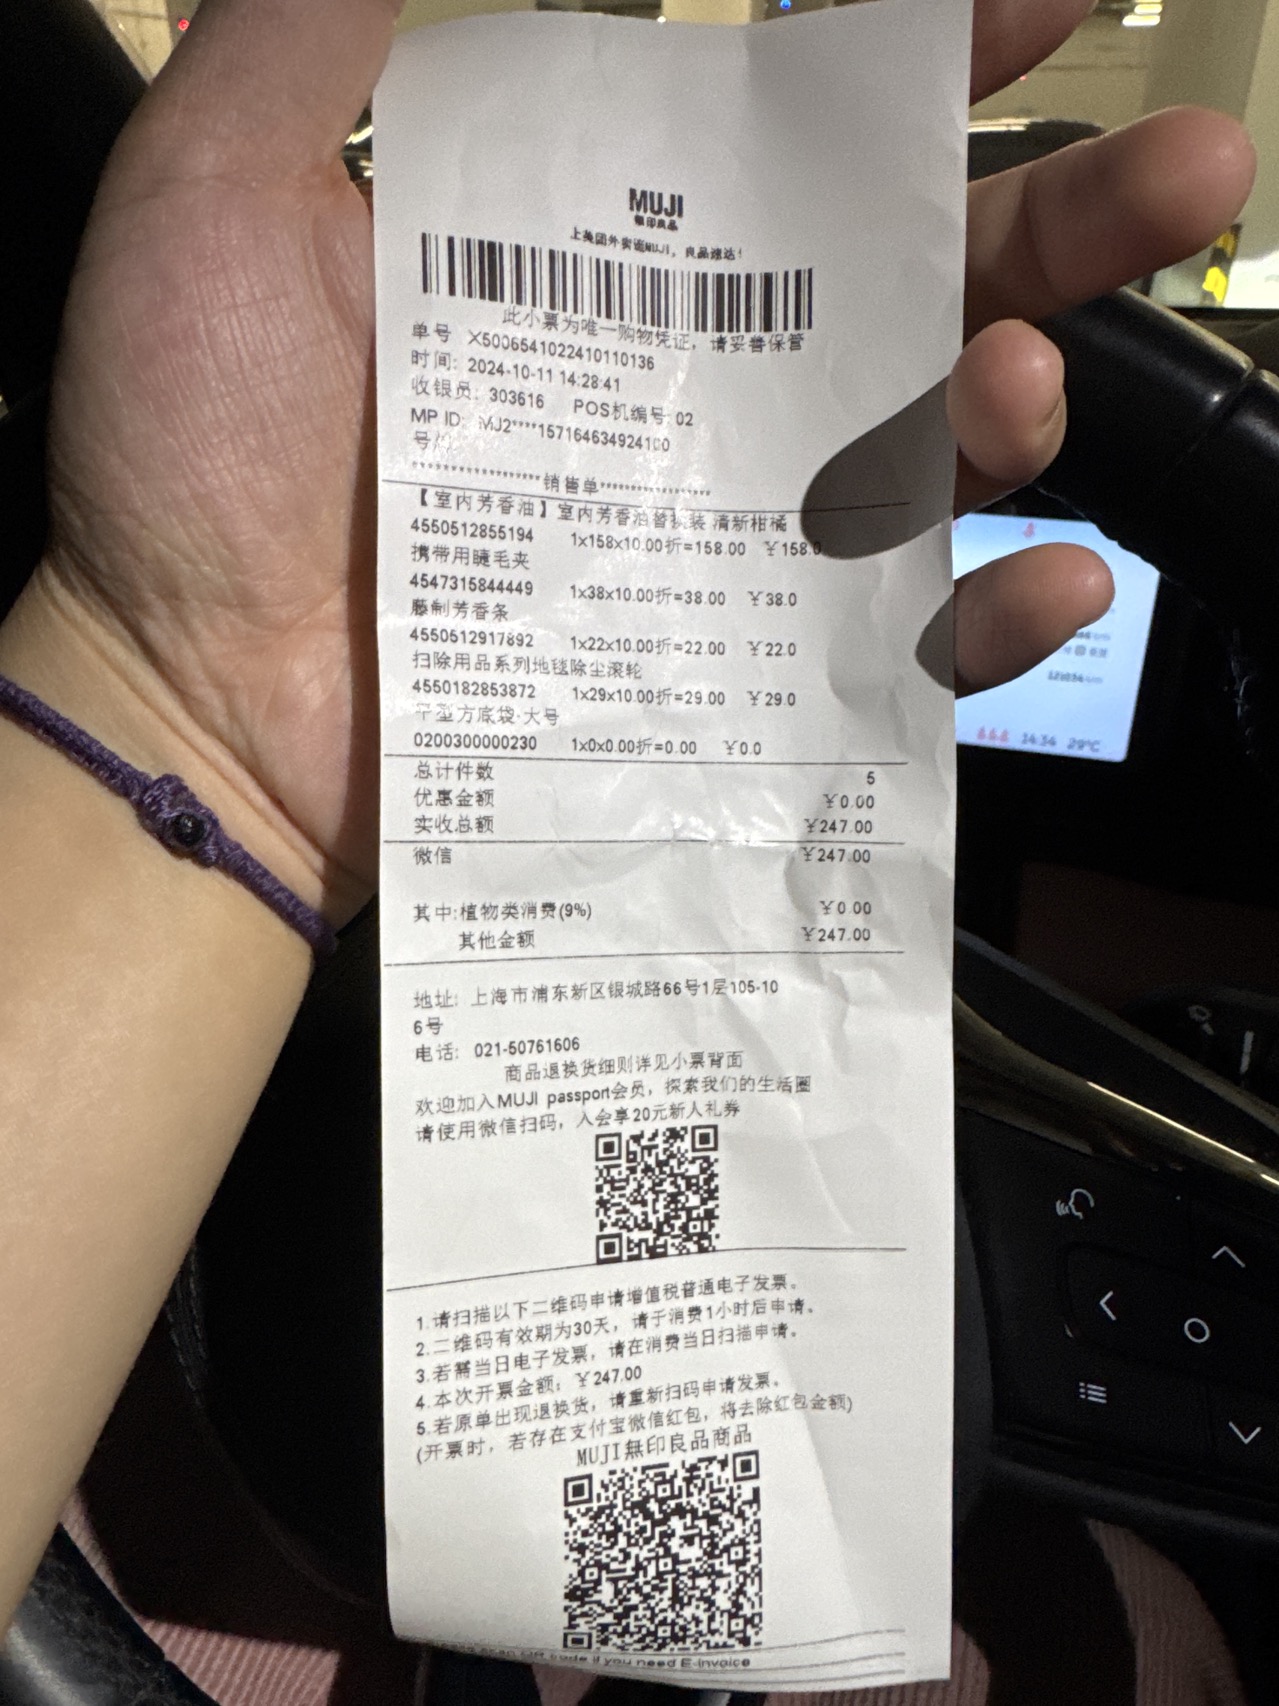 MUJI
無印良品
上美团外卖逛MUJI，良品速达！
此小票为唯一购物凭证，请妥善保管
单号 X5006541022410110136
时间: 2024-10-11 14:28:41
收银员: 303616 POS机编号 02
MP ID: MJ2****157164634924100
******************销售单******************
【室内芳香油】室内芳香油替换装 清新柑橘
4550512855194 1x158x10.00折=158.00 ¥158.0
携带用睫毛夹
4547315844449 1x38x10.00折=38.00 ¥38.0
藤制芳香条
4550512917892 1x22x10.00折=22.00 ¥22.0
扫除用品系列地毯除尘滚轮
4550182853872 1x29x10.00折=29.00 ¥29.0
平型方底袋·大号
0200300000230 1x0x0.00折=0.00 ¥0.0
总计件数 5
优惠金额 ¥0.00
实收总额 ¥247.00
微信 ¥247.00
其中:植物类消费(9%) ¥0.00
其他金额 ¥247.00
地址: 上海市浦东新区银城路66号1层105-10
6号
电话: 021-50761606
商品退换货细则详见小票背面
欢迎加入MUJI passport会员，探索我们的生活圈
请使用微信扫码，入会享20元新人礼券
1.请扫描以下二维码申请增值税普通电子发票。
2.二维码有效期为30天，请于消费1小时后申请。
3.若需当日电子发票，请在消费当日扫描申请。
4.本次开票金额: ¥247.00
5.若原单出现退换货，请重新扫码申请发票。
(开票时，若存在支付宝微信红包，将去除红包金额)
MUJI無印良品商品
code if you need E-invoice
14:34 29°C